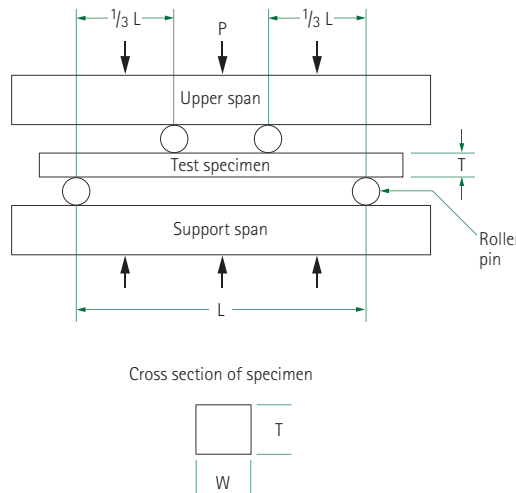 1/3 L
P
1/3 L
Upper span
Test specimen
T
Support span
Roller
pin
L
Cross section of specimen
T
W